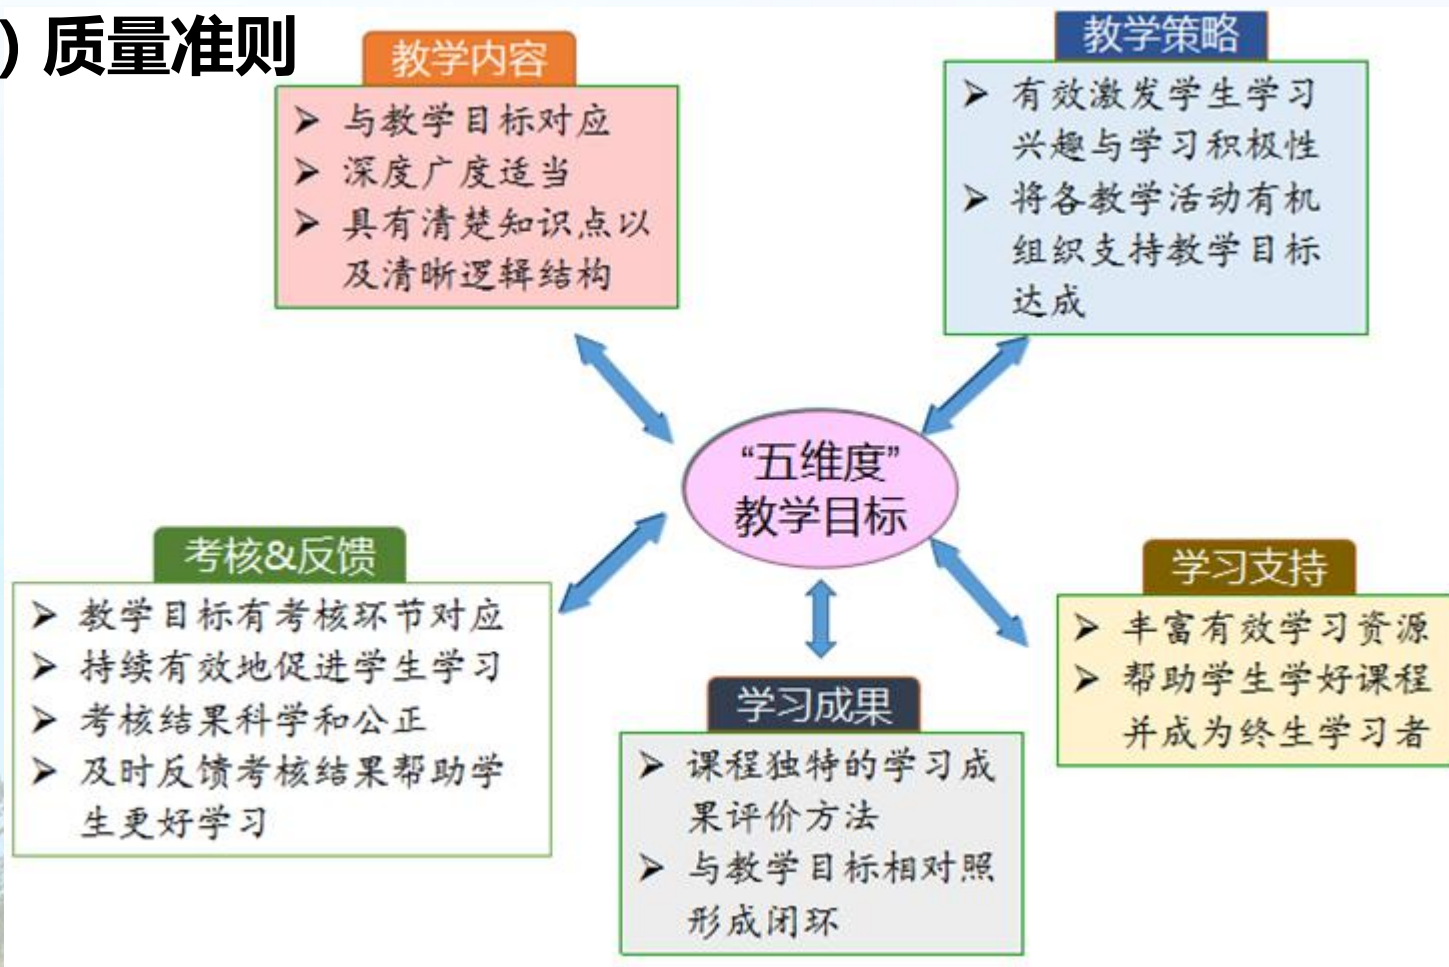 ) 质量准则
教学内容
➢ 与教学目标对应
➢ 深度广度适当
➢ 具有清楚知识点以
及清晰逻辑结构
教学策略
➢ 有效激发学生学习
兴趣与学习积极性
➢ 将各教学活动有机
组织支持教学目标
达成
“五维度”
教学目标
考核&反馈
➢ 教学目标有考核环节对应
➢ 持续有效地促进学生学习
➢ 考核结果科学和公正
➢ 及时反馈考核结果帮助学
生更好学习
学习成果
➢ 课程独特的学习成
果评价方法
➢ 与教学目标相对照
形成闭环
学习支持
➢ 丰富有效学习资源
➢ 帮助学生学好课程
并成为终生学习者